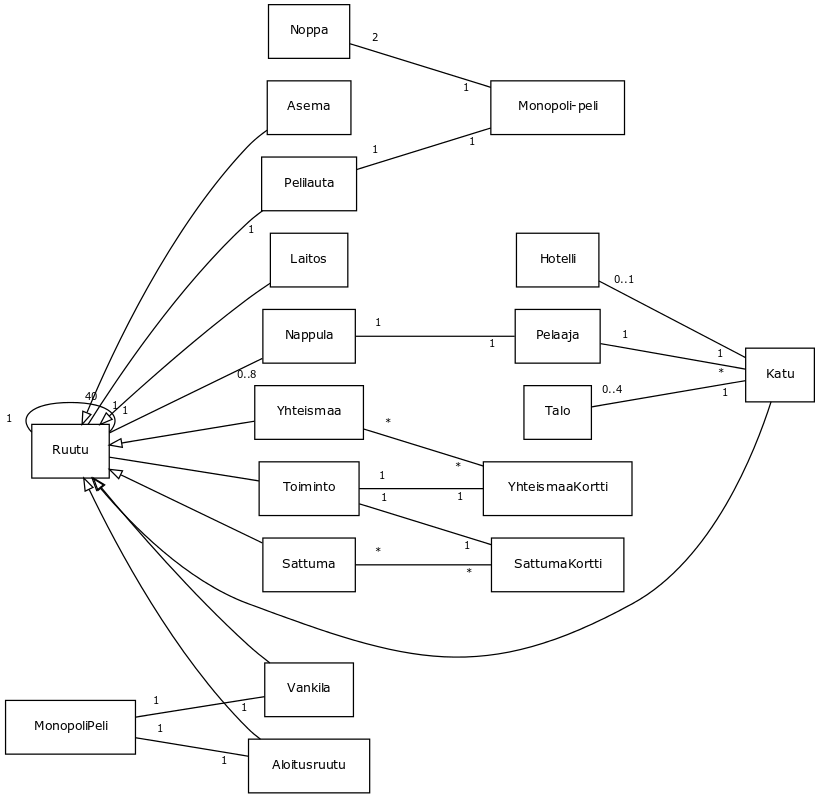 Noppa
2
1
Asema
Monopoli-peli
1
1
Pelilauta
1
Laitos
Hotelli
0..1
Nappula
1
1
Pelaaja
1
1
*
Katu
0..8
0..4
1
Talo
Yhteismaa
*
*
40
1
1
1
Ruutu
Toiminto
1
1
YhteismaaKortti
1
1
Sattuma
*
*
SattumaKortti
Vankila
1
1
MonopoliPeli
1
1
Aloitusruutu